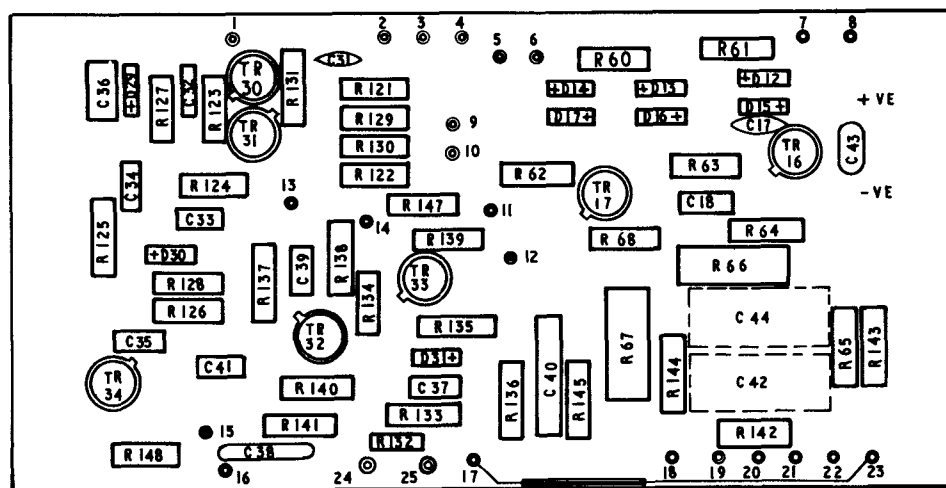 1
2
3
4
5
6
7
8
R60
R61
C31
TR 30
R131
C36
+D29
R127
C32
R123
TR 31
R121
R129
R130
R122
9
10
+D14
D17+
+D13
D16+
+D12
D15+
C17
+VE
TR 16
C43
-VE
C34
R124
13
R125
C33
R147
14
11
R62
TR 17
R63
C18
R64
R68
R66
+D30
R128
R126
R137
C39
R138
R134
R139
TR 33
12
C35
TR 34
C41
TR 32
R135
D31+
C37
R133
R132
R140
R141
R136
C40
R145
R67
R144
C44
C42
R65
R143
R142
15
R148
C38
16
24
25
17
18
19
20
21
22
23